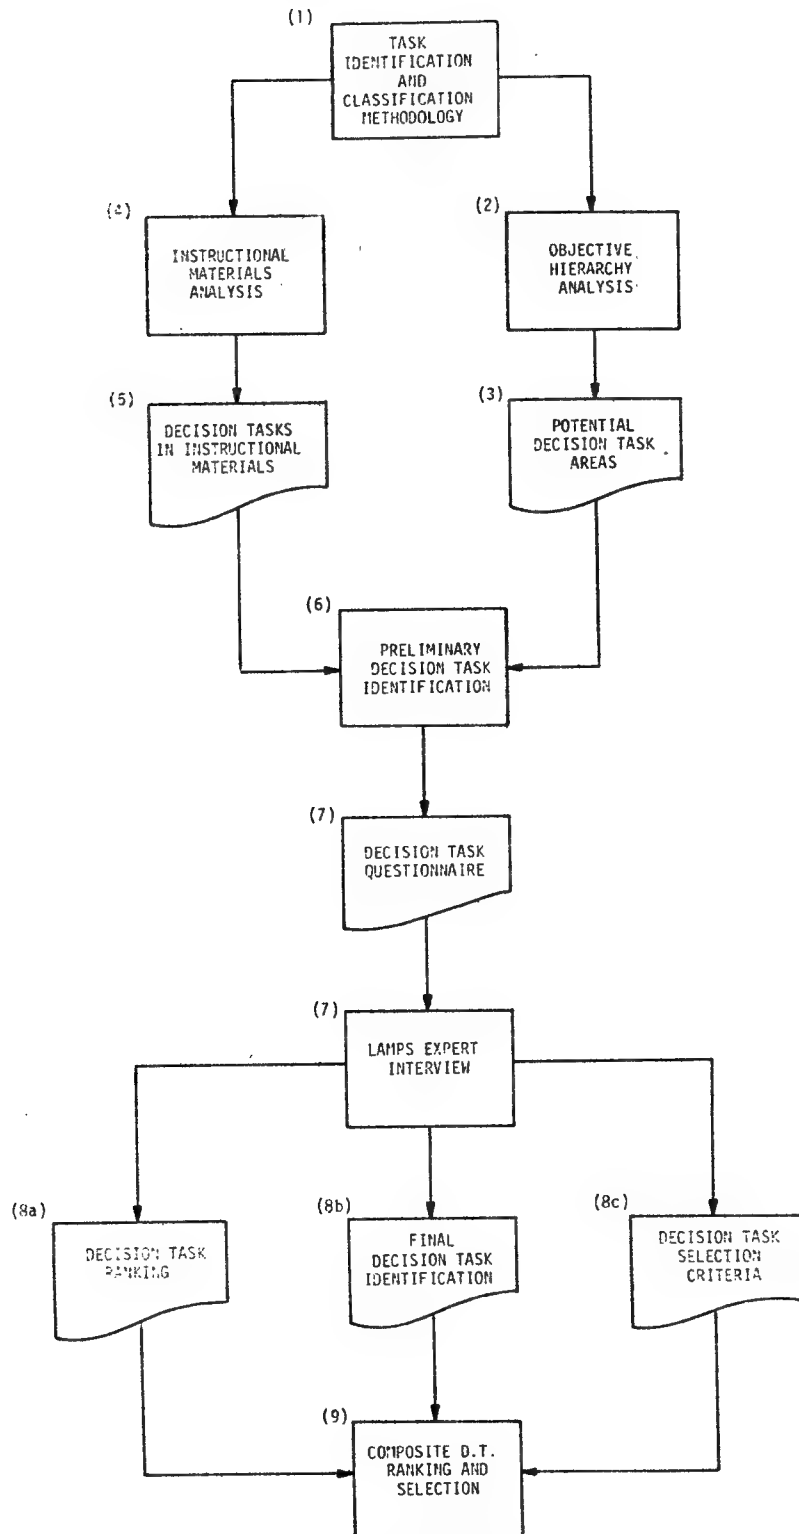 (1)
TASK
IDENTIFICATION
AND
CLASSIFICATION
METHODOLOGY
(4)
INSTRUCTIONAL
MATERIALS
ANALYSIS
(2)
OBJECTIVE
HIERARCHY
ANALYSIS
(5)
DECISION TASKS
IN INSTRUCTIONAL
MATERIALS
(3)
POTENTIAL
DECISION TASK
AREAS
(6)
PRELIMINARY
DECISION TASK
IDENTIFICATION
(7)
DECISION TASK
QUESTIONNAIRE
(7)
LAMPS EXPERT
INTERVIEW
(8a)
DECISION TASK
RANKING
(8b)
FINAL
DECISION TASK
IDENTIFICATION
(8c)
DECISION TASK
SELECTION
CRITERIA
(9)
COMPOSITE D.T.
RANKING AND
SELECTION